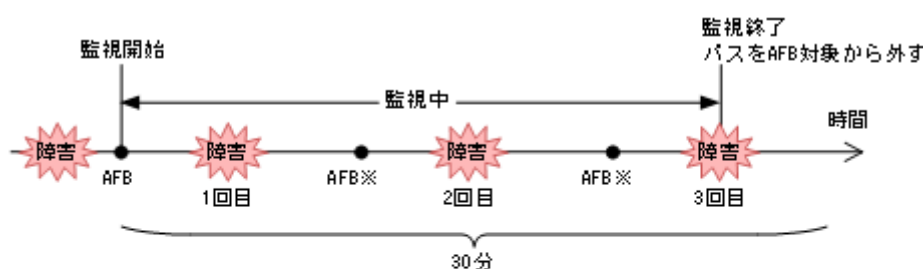 監視終了
パスをAFB対象から外す
監視開始
監視中
時間
障害 障害 障害 障害
AFB AFB※ AFB※
1回目 2回目 3回目
30分